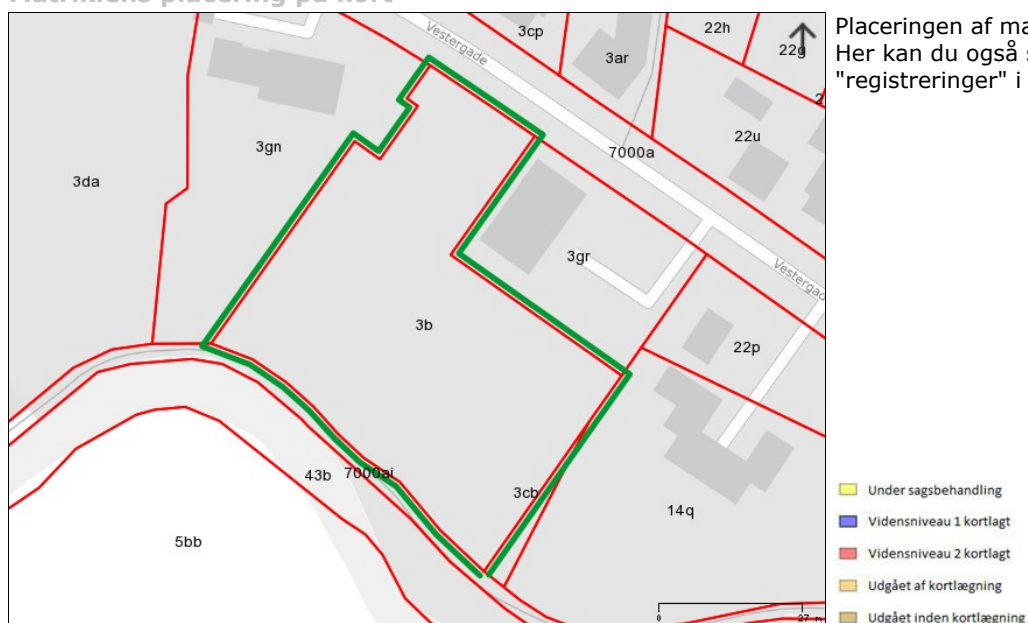 Matriklens placering på kort
Placeringen af ma
Her kan du også s
"registreringer" i
Vestergade
3cp
3ar
22h
22g
22u
7000a
3gn
3da
3gr
Vestergad
3b
22p
43b
7000ai
3cb
14q
5bb
0
27 m
Under sagsbehandling
Vidensniveau 1 kortlagt
Vidensniveau 2 kortlagt
Udgået af kortlægning
Udgået inden kortlægning